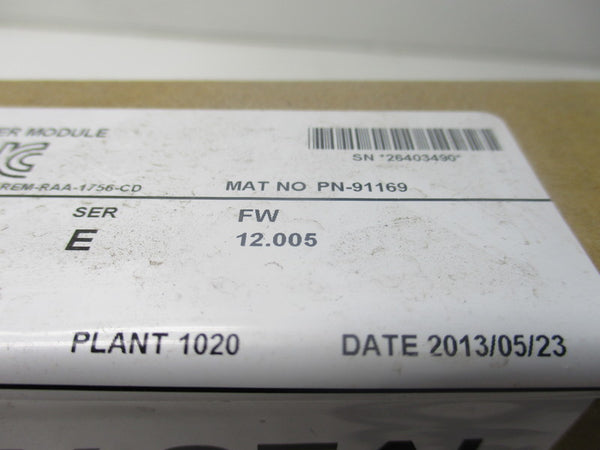 ER MODULE
SN *26403490*
REM-RAA-1756-CD
MAT NO PN-91169
SER
FW
E
12.005
PLANT 1020
DATE 2013/05/23